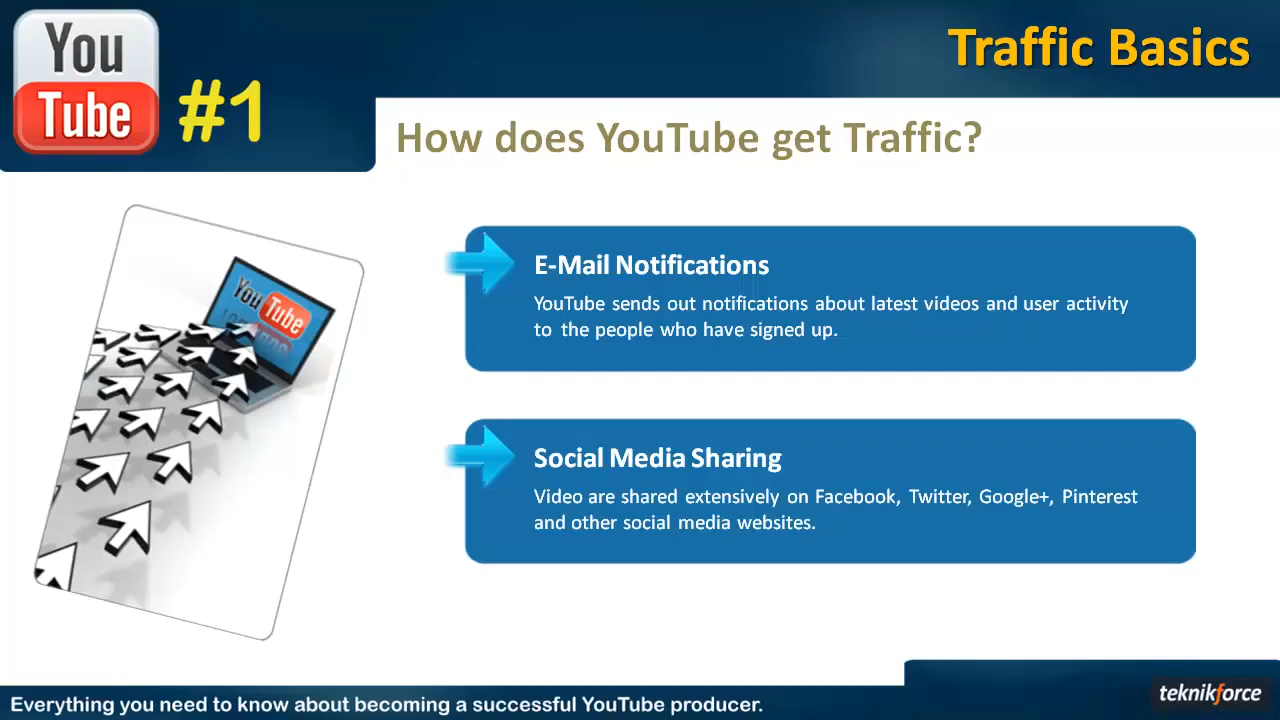 You
Tube
#1
Traffic Basics
How does YouTube get Traffic?
You
Tube
E-Mail Notifications
YouTube sends out notifications about latest videos and user activity
to the people who have signed up.
Social Media Sharing
Video are shared extensively on Facebook, Twitter, Google+, Pinterest
and other social media websites.
Everything you need to know about becoming a successful YouTube producer.
teknikforce